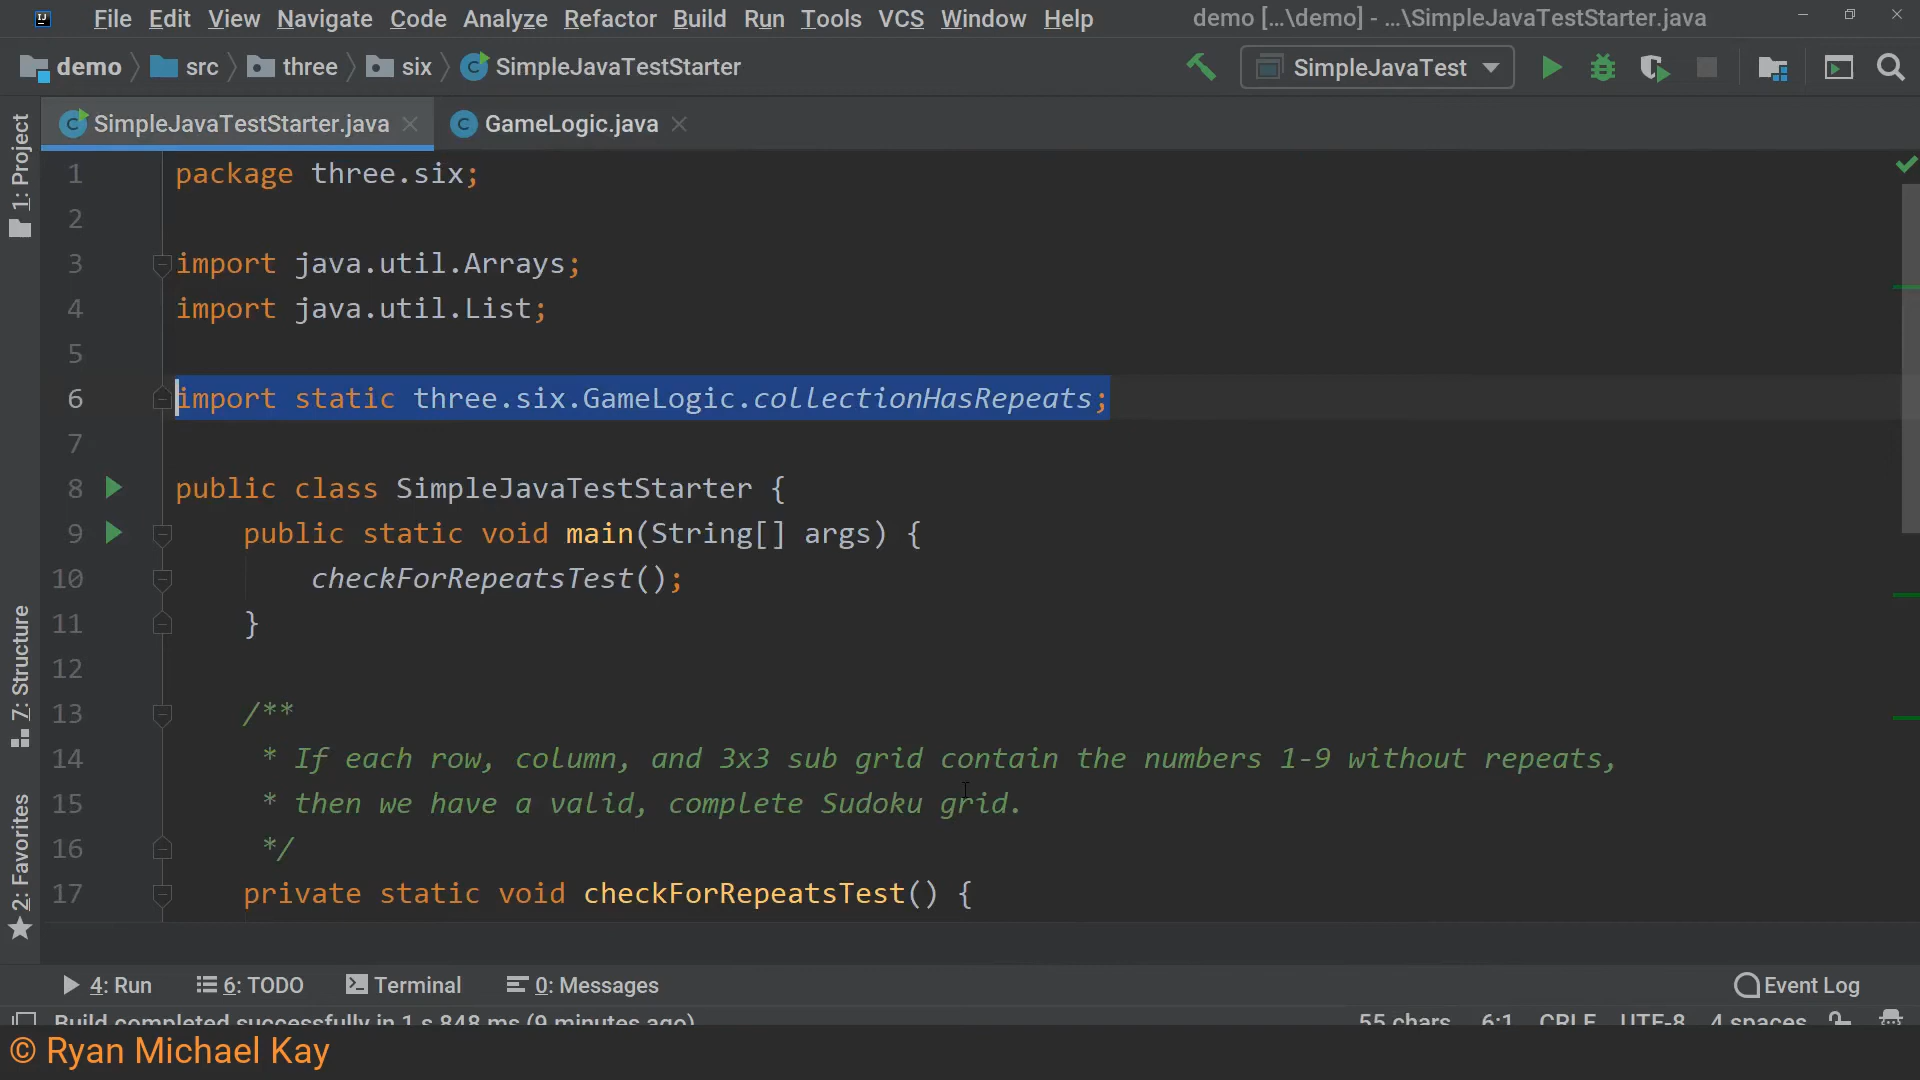 File Edit View Navigate Code Analyze Refactor Build Run Tools VCS Window Help demo [...\demo] - ...\SimpleJavaTestStarter.java
demo src three six SimpleJavaTestStarter SimpleJavaTest
SimpleJavaTestStarter.java GameLogic.java
1: Project
7: Structure
2: Favorites
1 package three.six;
2
3 import java.util.Arrays;
4 import java.util.List;
5
6 import static three.six.GameLogic.collectionHasRepeats;
7
8 public class SimpleJavaTestStarter {
9 public static void main(String[] args) {
10 checkForRepeatsTest();
11 }
12
13 /**
14 * If each row, column, and 3x3 sub grid contain the numbers 1-9 without repeats,
15 * then we have a valid, complete Sudoku grid.
16 */
17 private static void checkForRepeatsTest() {
4: Run 6: TODO Terminal 0: Messages Event Log
Build completed successfully in 1 s 848 ms (9 minutes ago) 55 chars 6:1 CRLF UTF-8 4 spaces
© Ryan Michael Kay